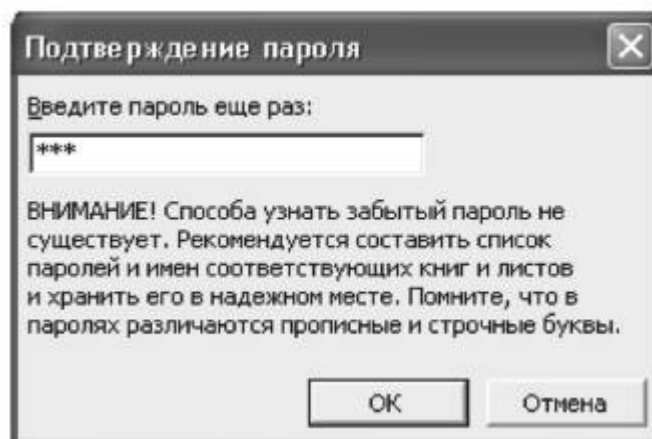 Подтверждение пароля
Введите пароль еще раз:
***
ВНИМАНИЕ! Способа узнать забытый пароль не
существует. Рекомендуется составить список
паролей и имен соответствующих книг и листов
и хранить его в надежном месте. Помните, что в
паролях различаются прописные и строчные буквы.
ОК Отмена